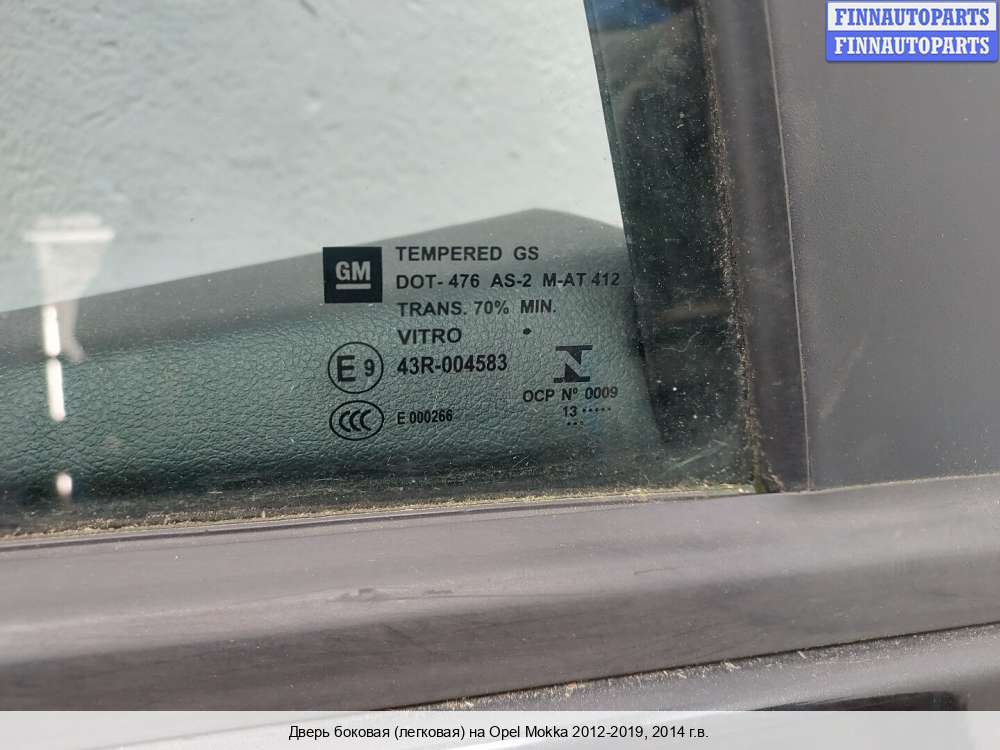 FINNAUTOPARTS
FINNAUTOPARTS
GM
TEMPERED GS
DOT- 476 AS-2 M-AT 412
TRANS. 70% MIN.
VITRO
E 9 43R-004583
CCC E 000266
N
OCP Nº 0009
13 •••••
•••
Дверь боковая (легковая) на Opel Mokka 2012-2019, 2014 г.в.